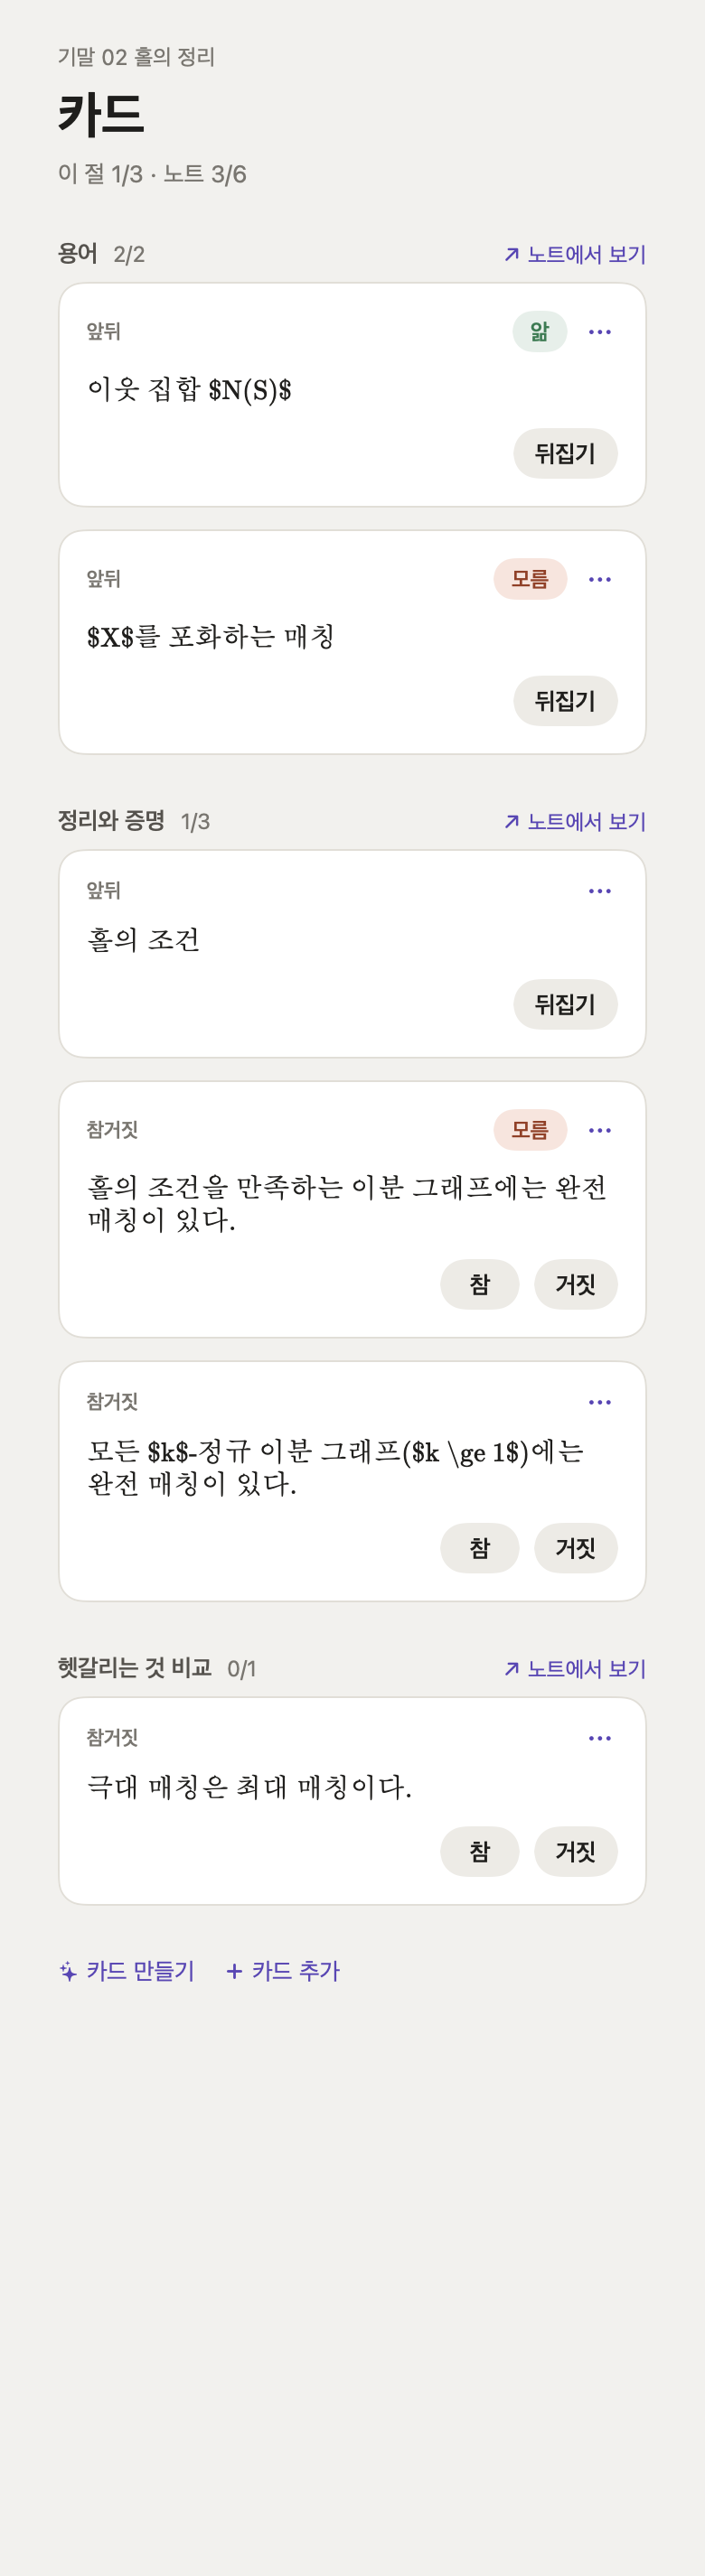 기말 02 홀의 정리
카드
이 절 1/3 · 노트 3/6
용어 2/2 노트에서 보기
앞뒤 앎
이웃 집합 $N(S)$
뒤집기
앞뒤 모름
$X$를 포화하는 매칭
뒤집기
정리와 증명 1/3 노트에서 보기
앞뒤
홀의 조건
뒤집기
참거짓 모름
홀의 조건을 만족하는 이분 그래프에는 완전
매칭이 있다.
참 거짓
참거짓
모든 $k$-정규 이분 그래프($k \ge 1$)에는
완전 매칭이 있다.
참 거짓
헷갈리는 것 비교 0/1 노트에서 보기
참거짓
극대 매칭은 최대 매칭이다.
참 거짓
카드 만들기 + 카드 추가